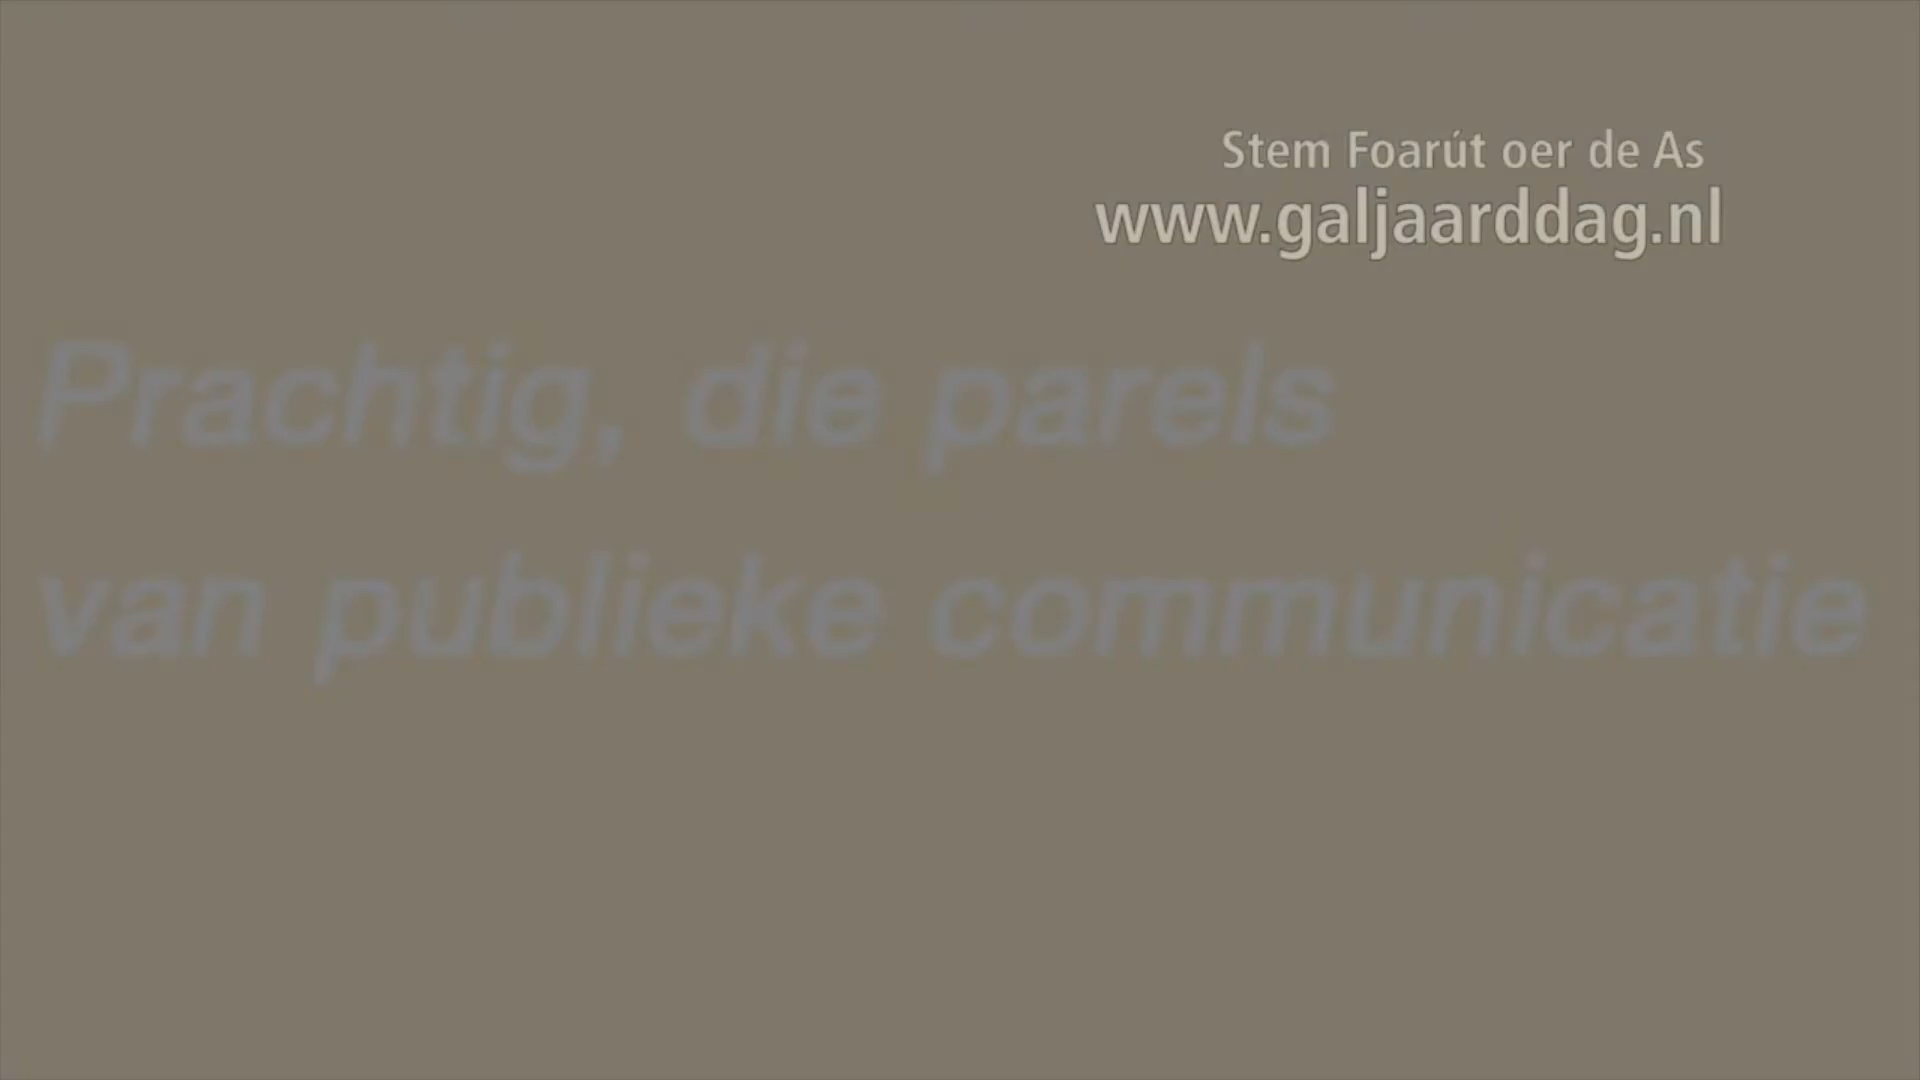 Stem Foarút oer de As
www.galjaarddag.nl
Prachtig, die parels
van publieke communicatie